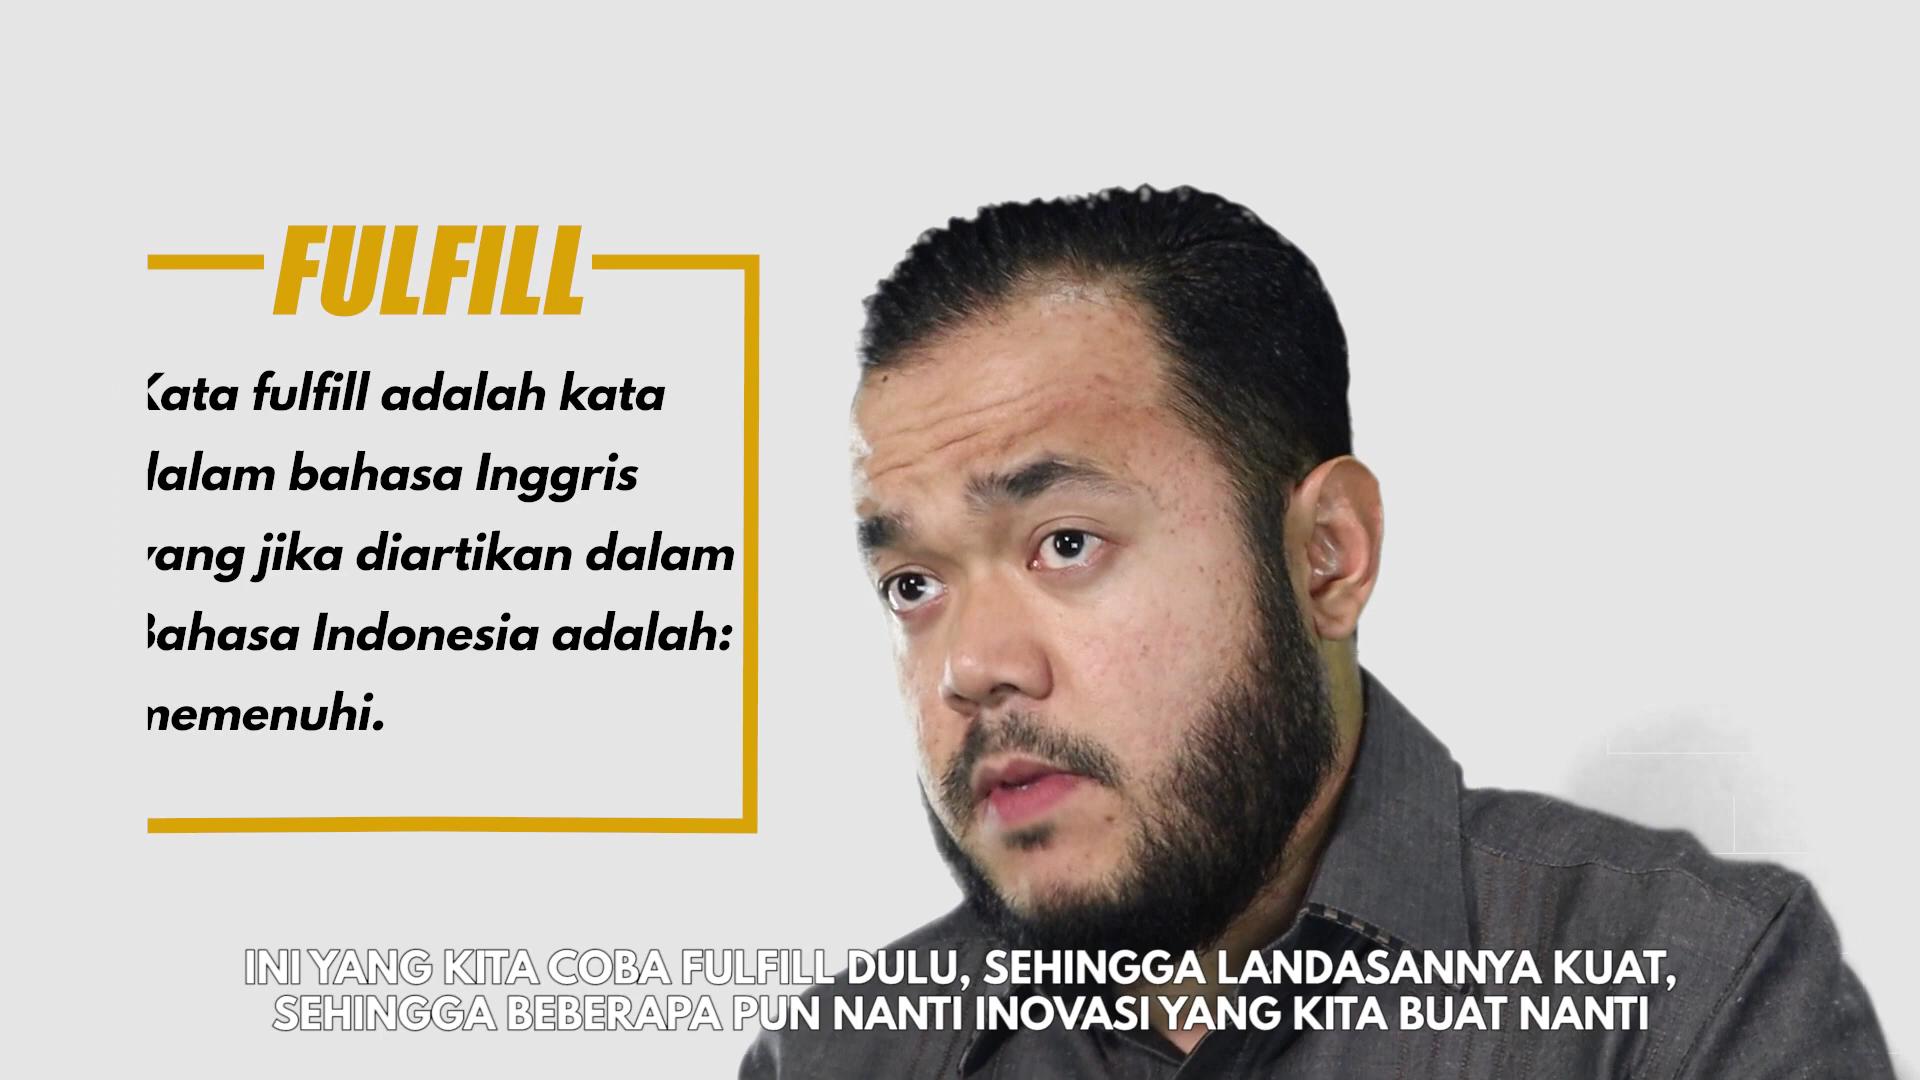 FULFILL
Kata fulfill adalah kata
dalam bahasa Inggris
yang jika diartikan dalam
Bahasa Indonesia adalah:
memenuhi.
INI YANG KITA COBA FULFILL DULU, SEHINGGA LANDASANNYA KUAT,
SEHINGGA BEBERAPA PUN NANTI INOVASI YANG KITA BUAT NANTI